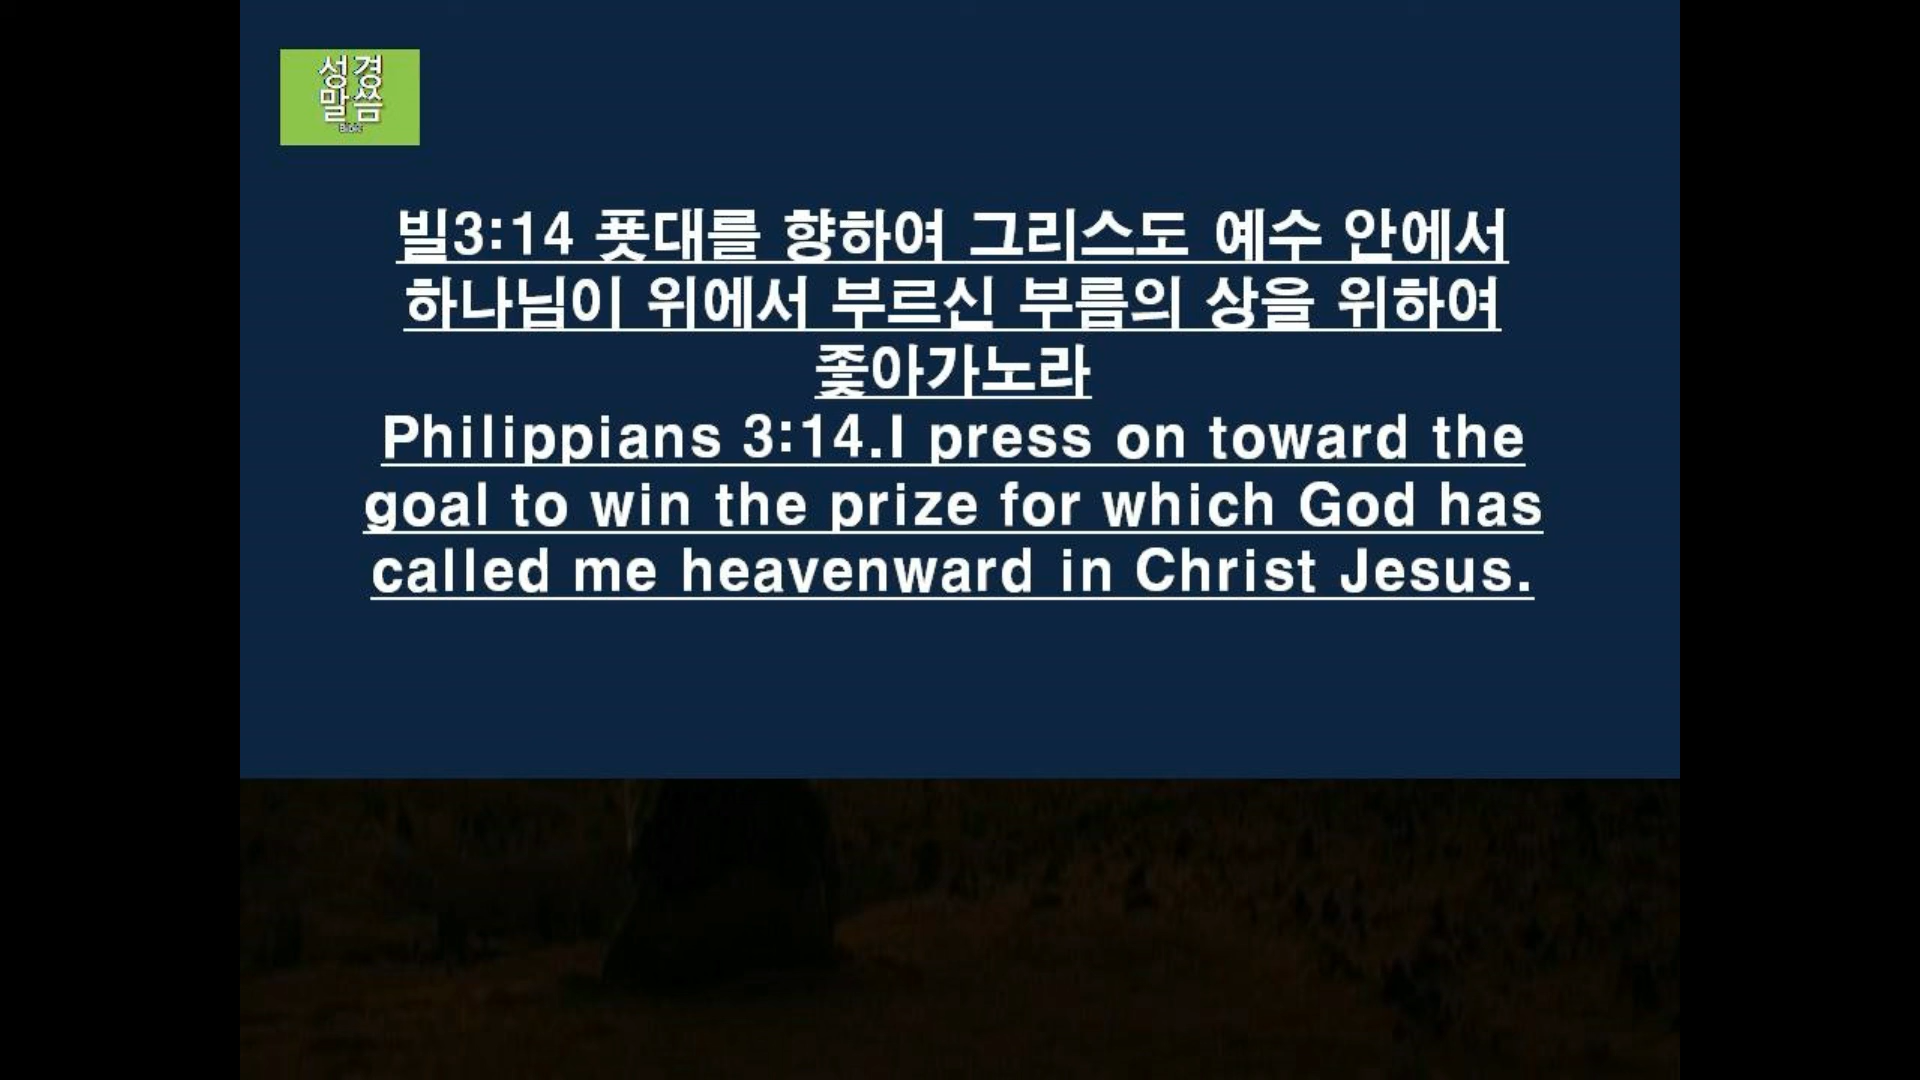 성경
말씀
Bible
빌3:14 푯대를 향하여 그리스도 예수 안에서
하나님이 위에서 부르신 부름의 상을 위하여
좇아가노라
Philippians 3:14.I press on toward the
goal to win the prize for which God has
called me heavenward in Christ Jesus.